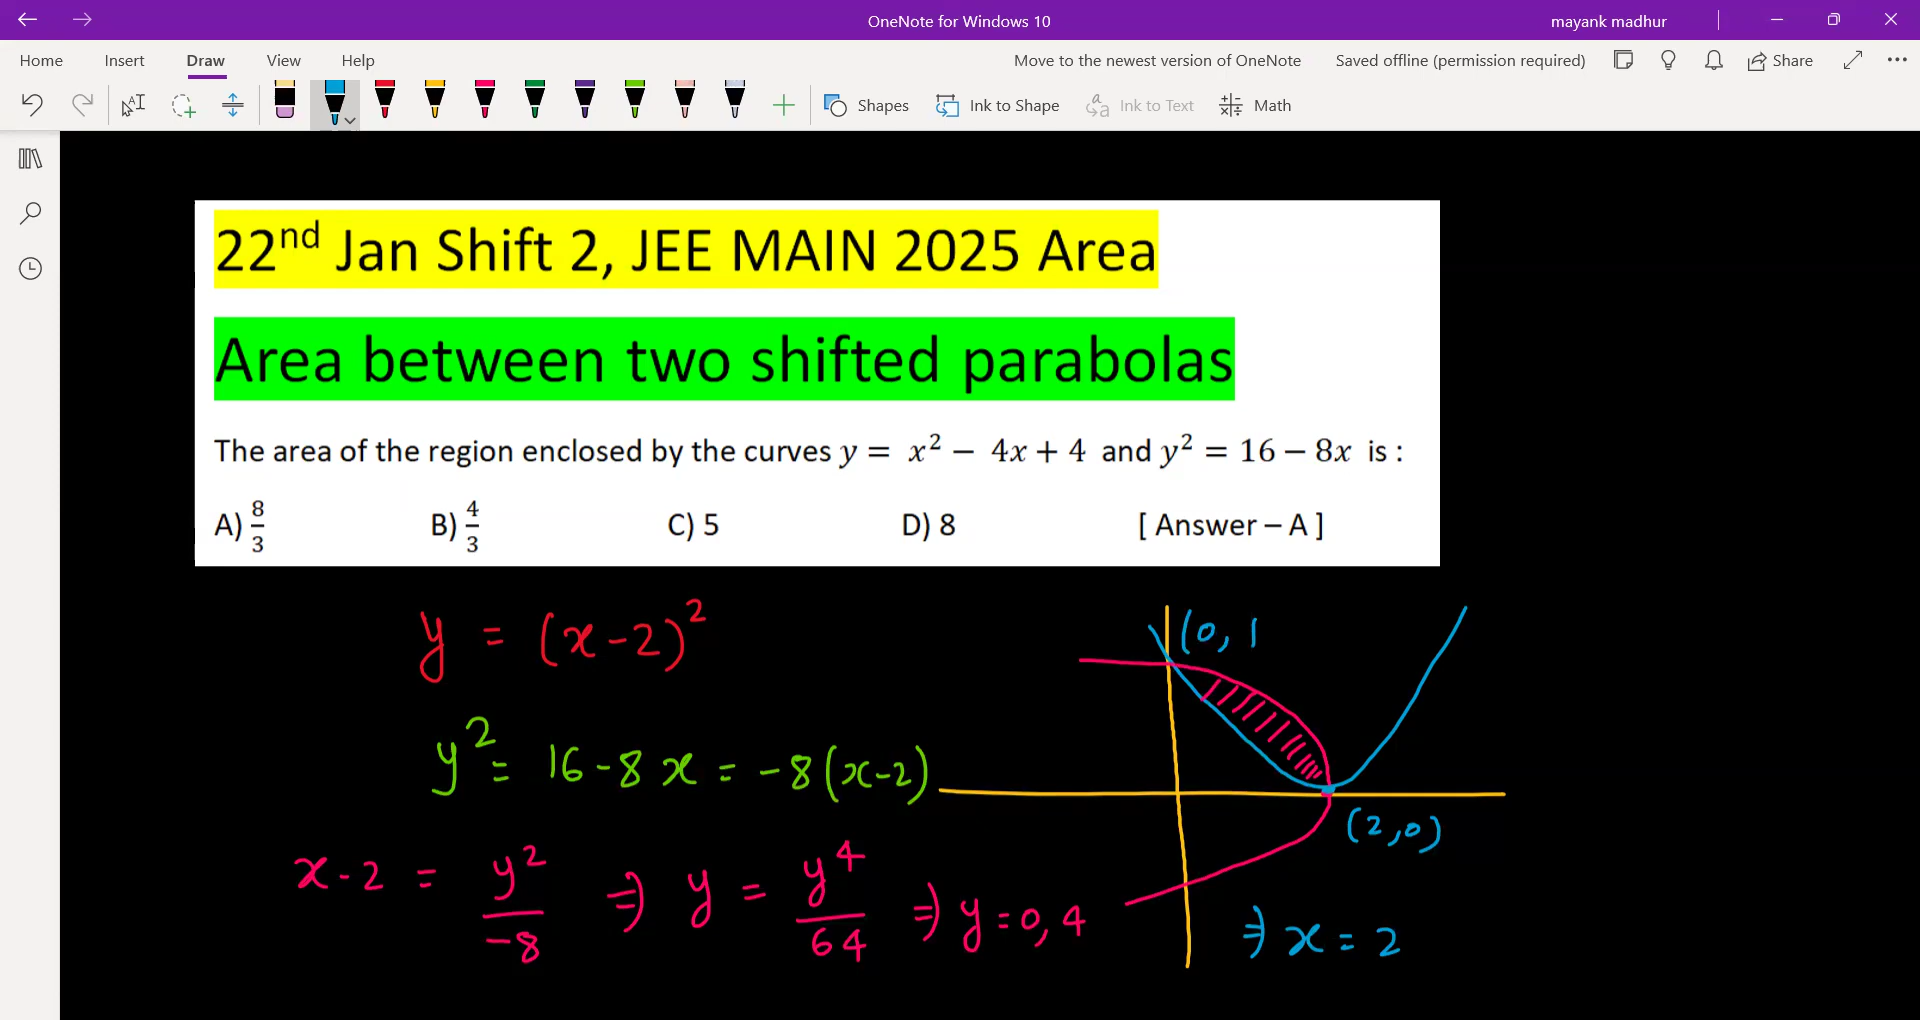 OneNote for Windows 10
mayank madhur
Home Insert Draw View Help
Move to the newest version of OneNote Saved offline (permission required) Share
Shapes Ink to Shape Ink to Text Math
22nd Jan Shift 2, JEE MAIN 2025 Area
Area between two shifted parabolas
The area of the region enclosed by the curves y = x² − 4x + 4 and y² = 16 − 8x is :
A) 8/3 B) 4/3 C) 5 D) 8 [ Answer – A ]
y = (x-2)²
(0, 1
y² = 16-8x = -8(x-2)
(2,0)
x-2 = y²/-8 ⇒ y = y⁴/64 ⇒ y=0,4
⇒ x = 2